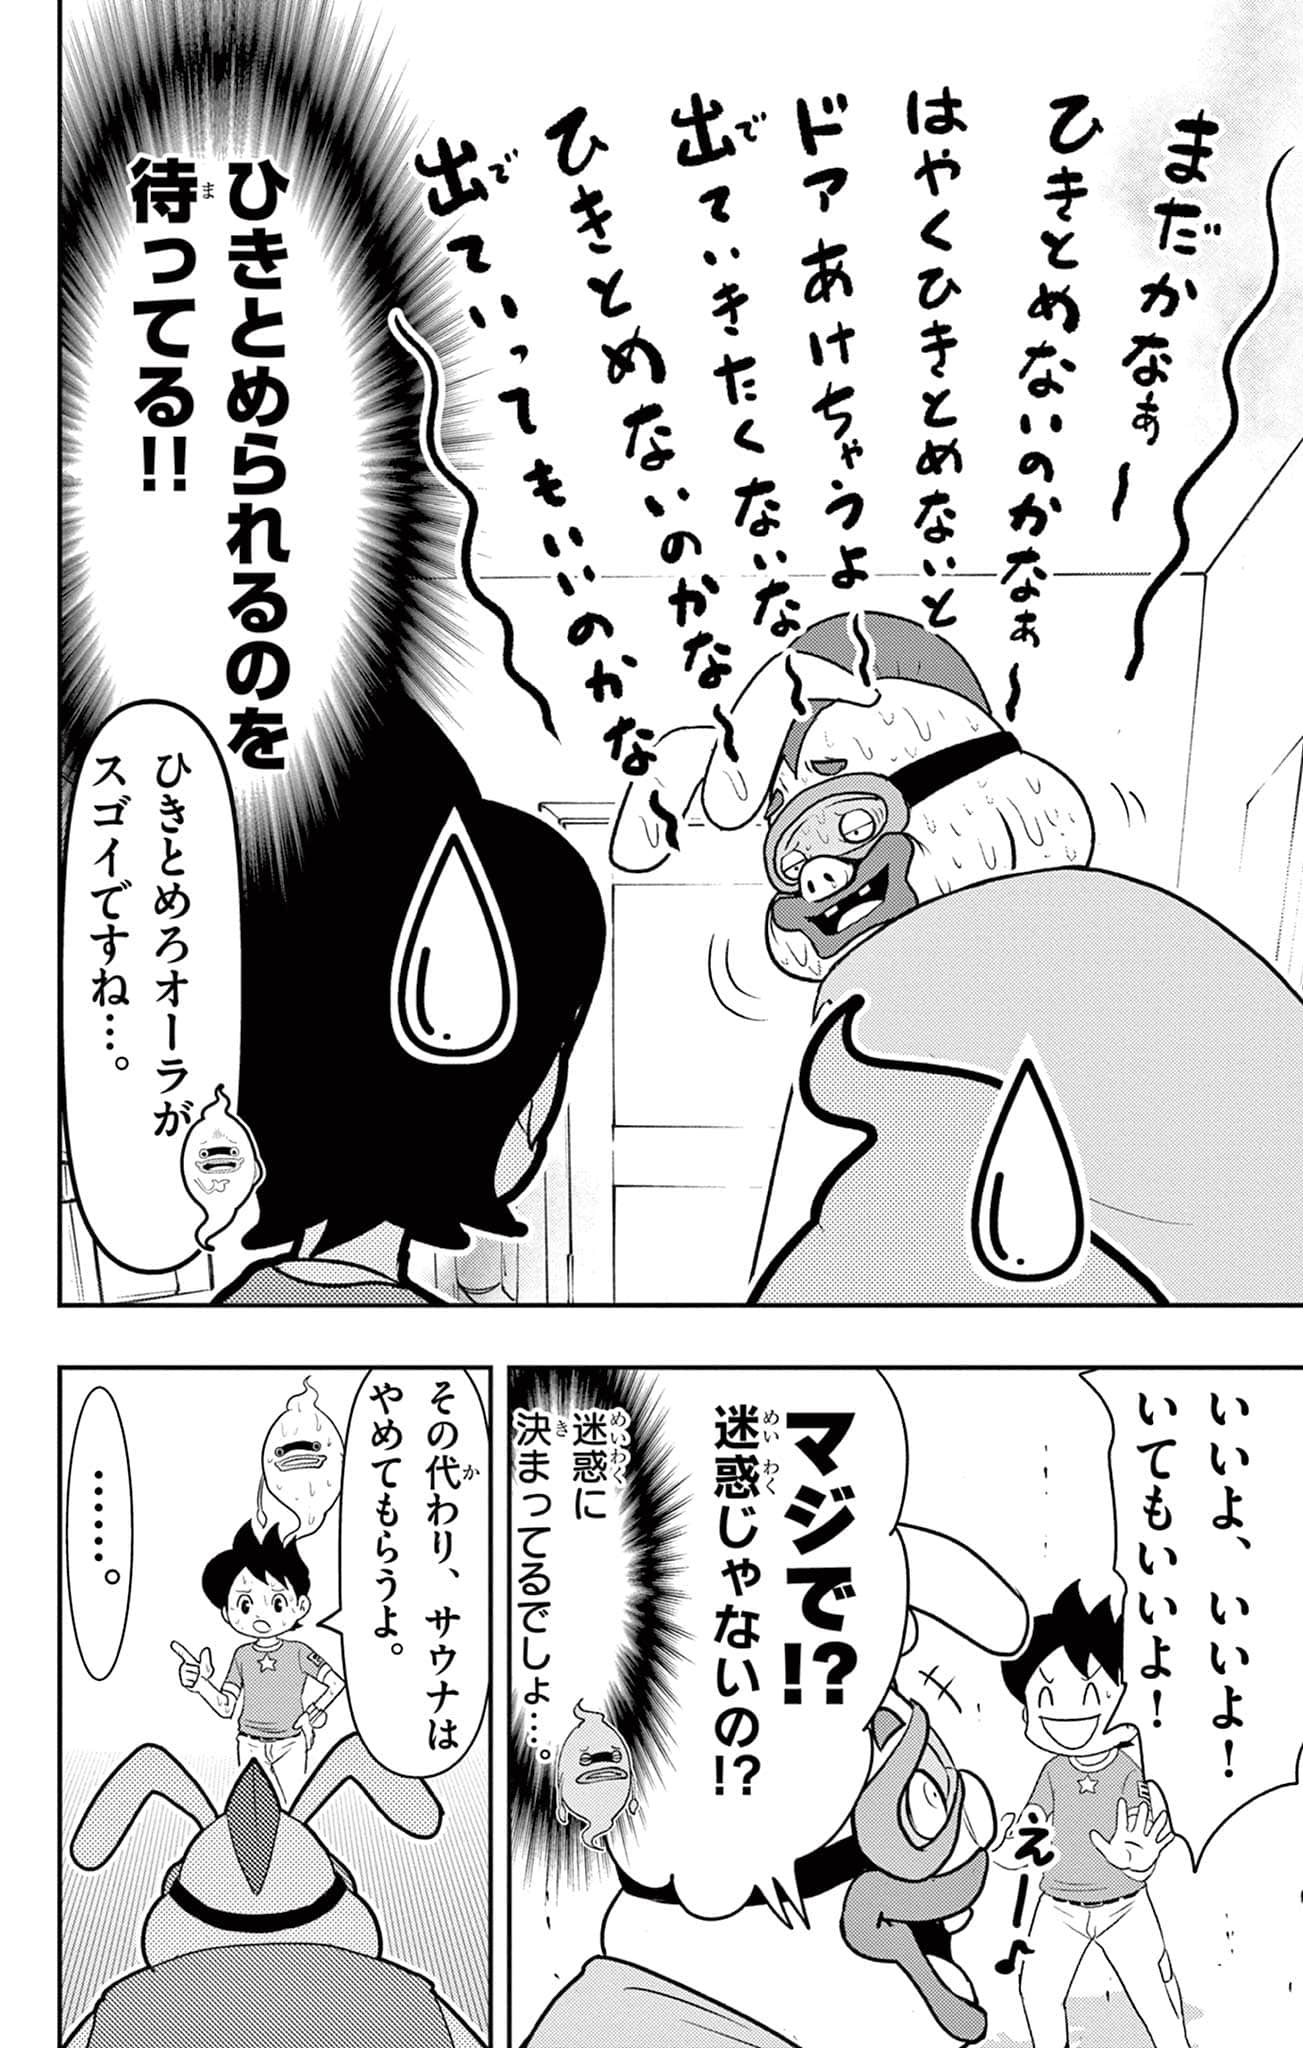 まだかなぁ〜
ひきとめないのかなぁ〜
はやくひきとめないと
ドアあけちゃうよ〜
出ていきたくないな〜
ひきとめないのかな〜
出ていってもいいのかな〜
ひきとめられるのを
待ってる!!
ひきとめろオーラが
スゴイですね…。
いいよ、いいよ!
いてもいいよ!
えー♪
マジで!?
迷惑じゃないの!?
迷惑に
決まってるでしょ…。
その代わり、サウナは
やめてもらうよ。
……。